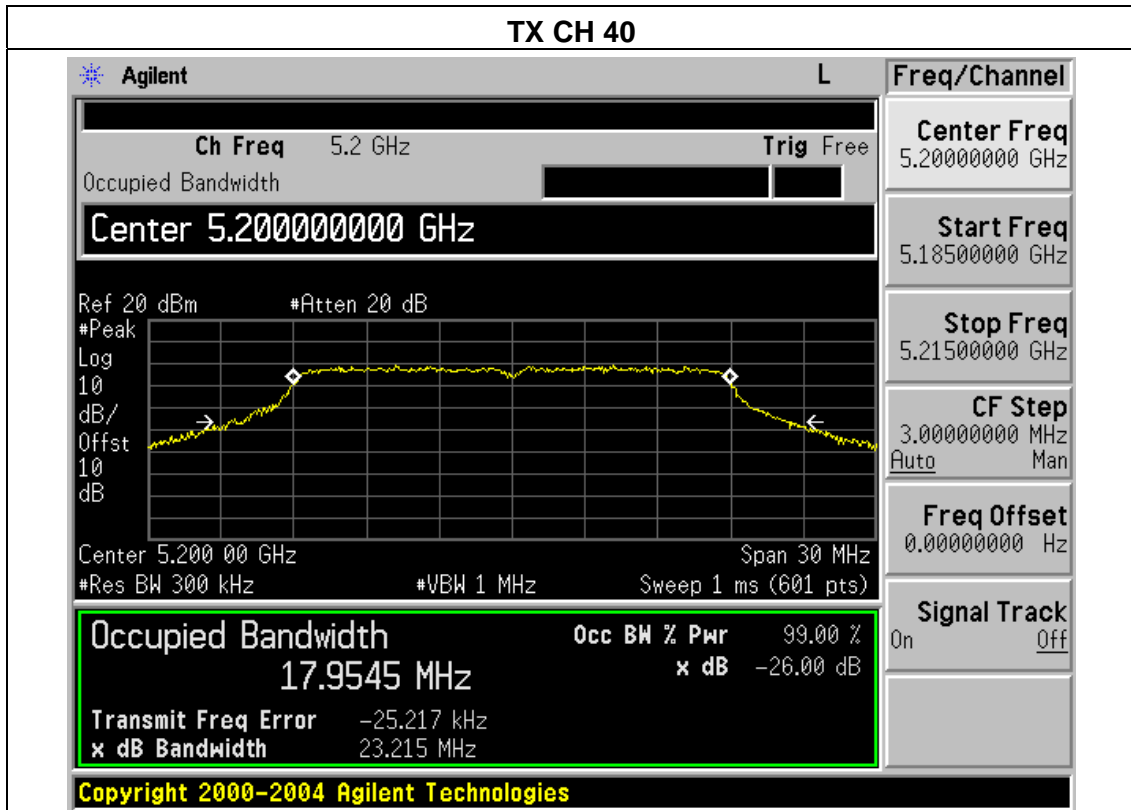 TX CH 40
Agilent
L
Freq/Channel
Ch Freq 5.2 GHz Trig Free
Occupied Bandwidth
Center 5.200000000 GHz
Ref 20 dBm #Atten 20 dB
#Peak
Log
10
dB/
Offst
10
dB
Center 5.200 00 GHz Span 30 MHz
#Res BW 300 kHz #VBW 1 MHz Sweep 1 ms (601 pts)
Occupied Bandwidth
17.9545 MHz
Occ BW % Pwr 99.00 %
x dB -26.00 dB
Transmit Freq Error -25.217 kHz
x dB Bandwidth 23.215 MHz
Center Freq
5.20000000 GHz
Start Freq
5.18500000 GHz
Stop Freq
5.21500000 GHz
CF Step
3.00000000 MHz
Auto Man
Freq Offset
0.00000000 Hz
Signal Track
On Off
Copyright 2000-2004 Agilent Technologies